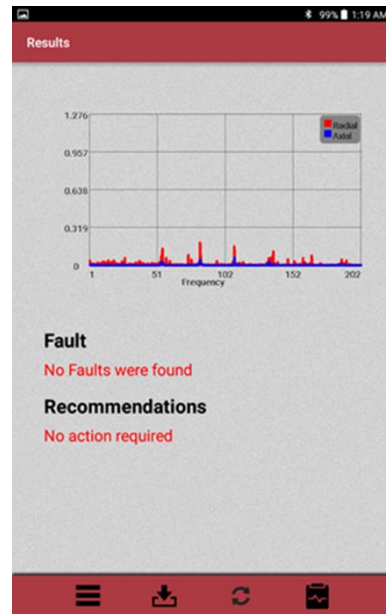 99% 1:19 AM
Results
1.276
Radial
Axial
0.957
0.638
0.319
0
1 51 102 152 202
Frequency
Fault
No Faults were found
Recommendations
No action required